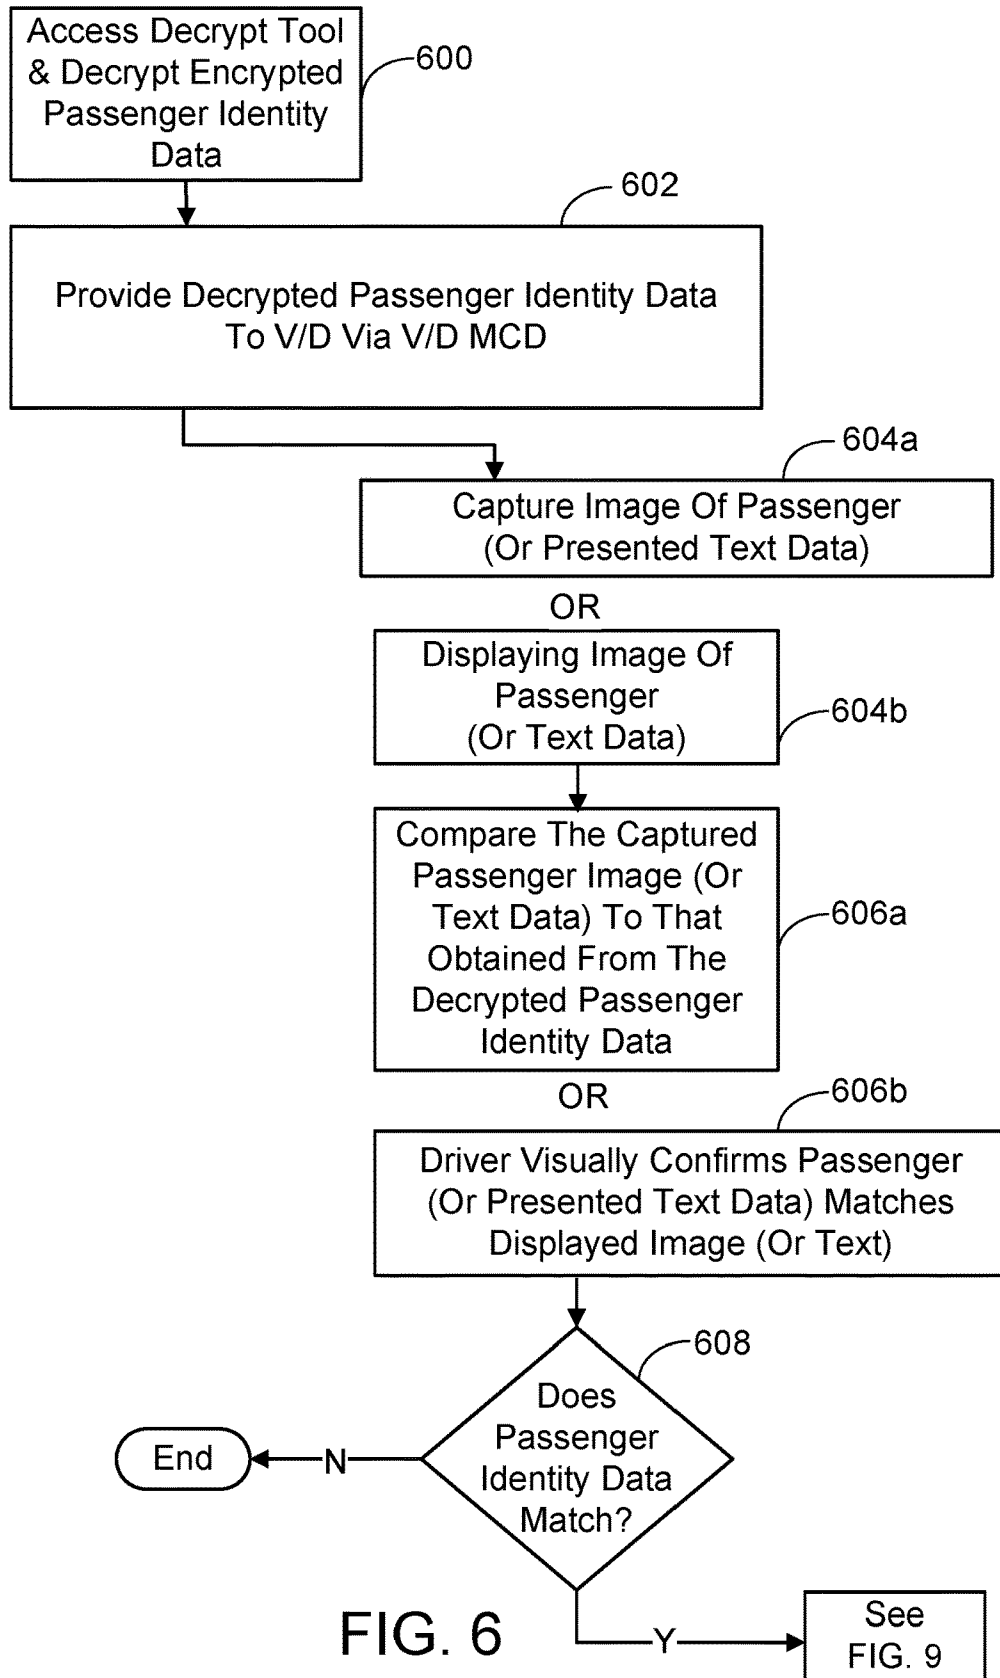 Access Decrypt Tool
& Decrypt Encrypted
Passenger Identity
Data
600
602
Provide Decrypted Passenger Identity Data
To V/D Via V/D MCD
604a
Capture Image Of Passenger
(Or Presented Text Data)
OR
Displaying Image Of
Passenger
(Or Text Data)
604b
Compare The Captured
Passenger Image (Or
Text Data) To That
Obtained From The
Decrypted Passenger
Identity Data
606a
OR
606b
Driver Visually Confirms Passenger
(Or Presented Text Data) Matches
Displayed Image (Or Text)
608
Does
Passenger
Identity Data
Match?
N
End
Y
See
FIG. 9
FIG. 6